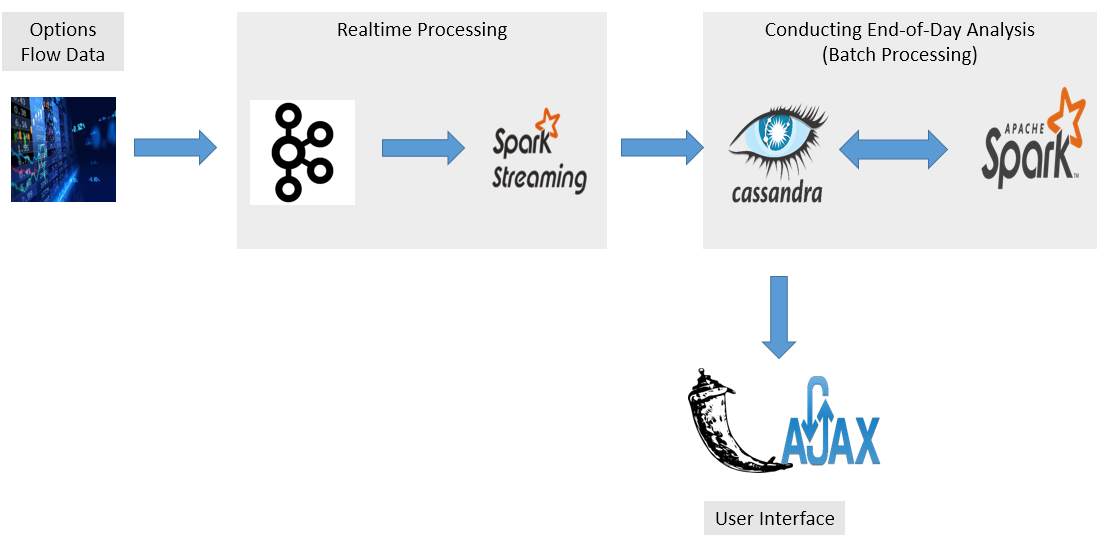 Options
Flow Data
Realtime Processing
Spark
Streaming
Conducting End-of-Day Analysis
(Batch Processing)
cassandra
APACHE
Spark™
AJAX
User Interface